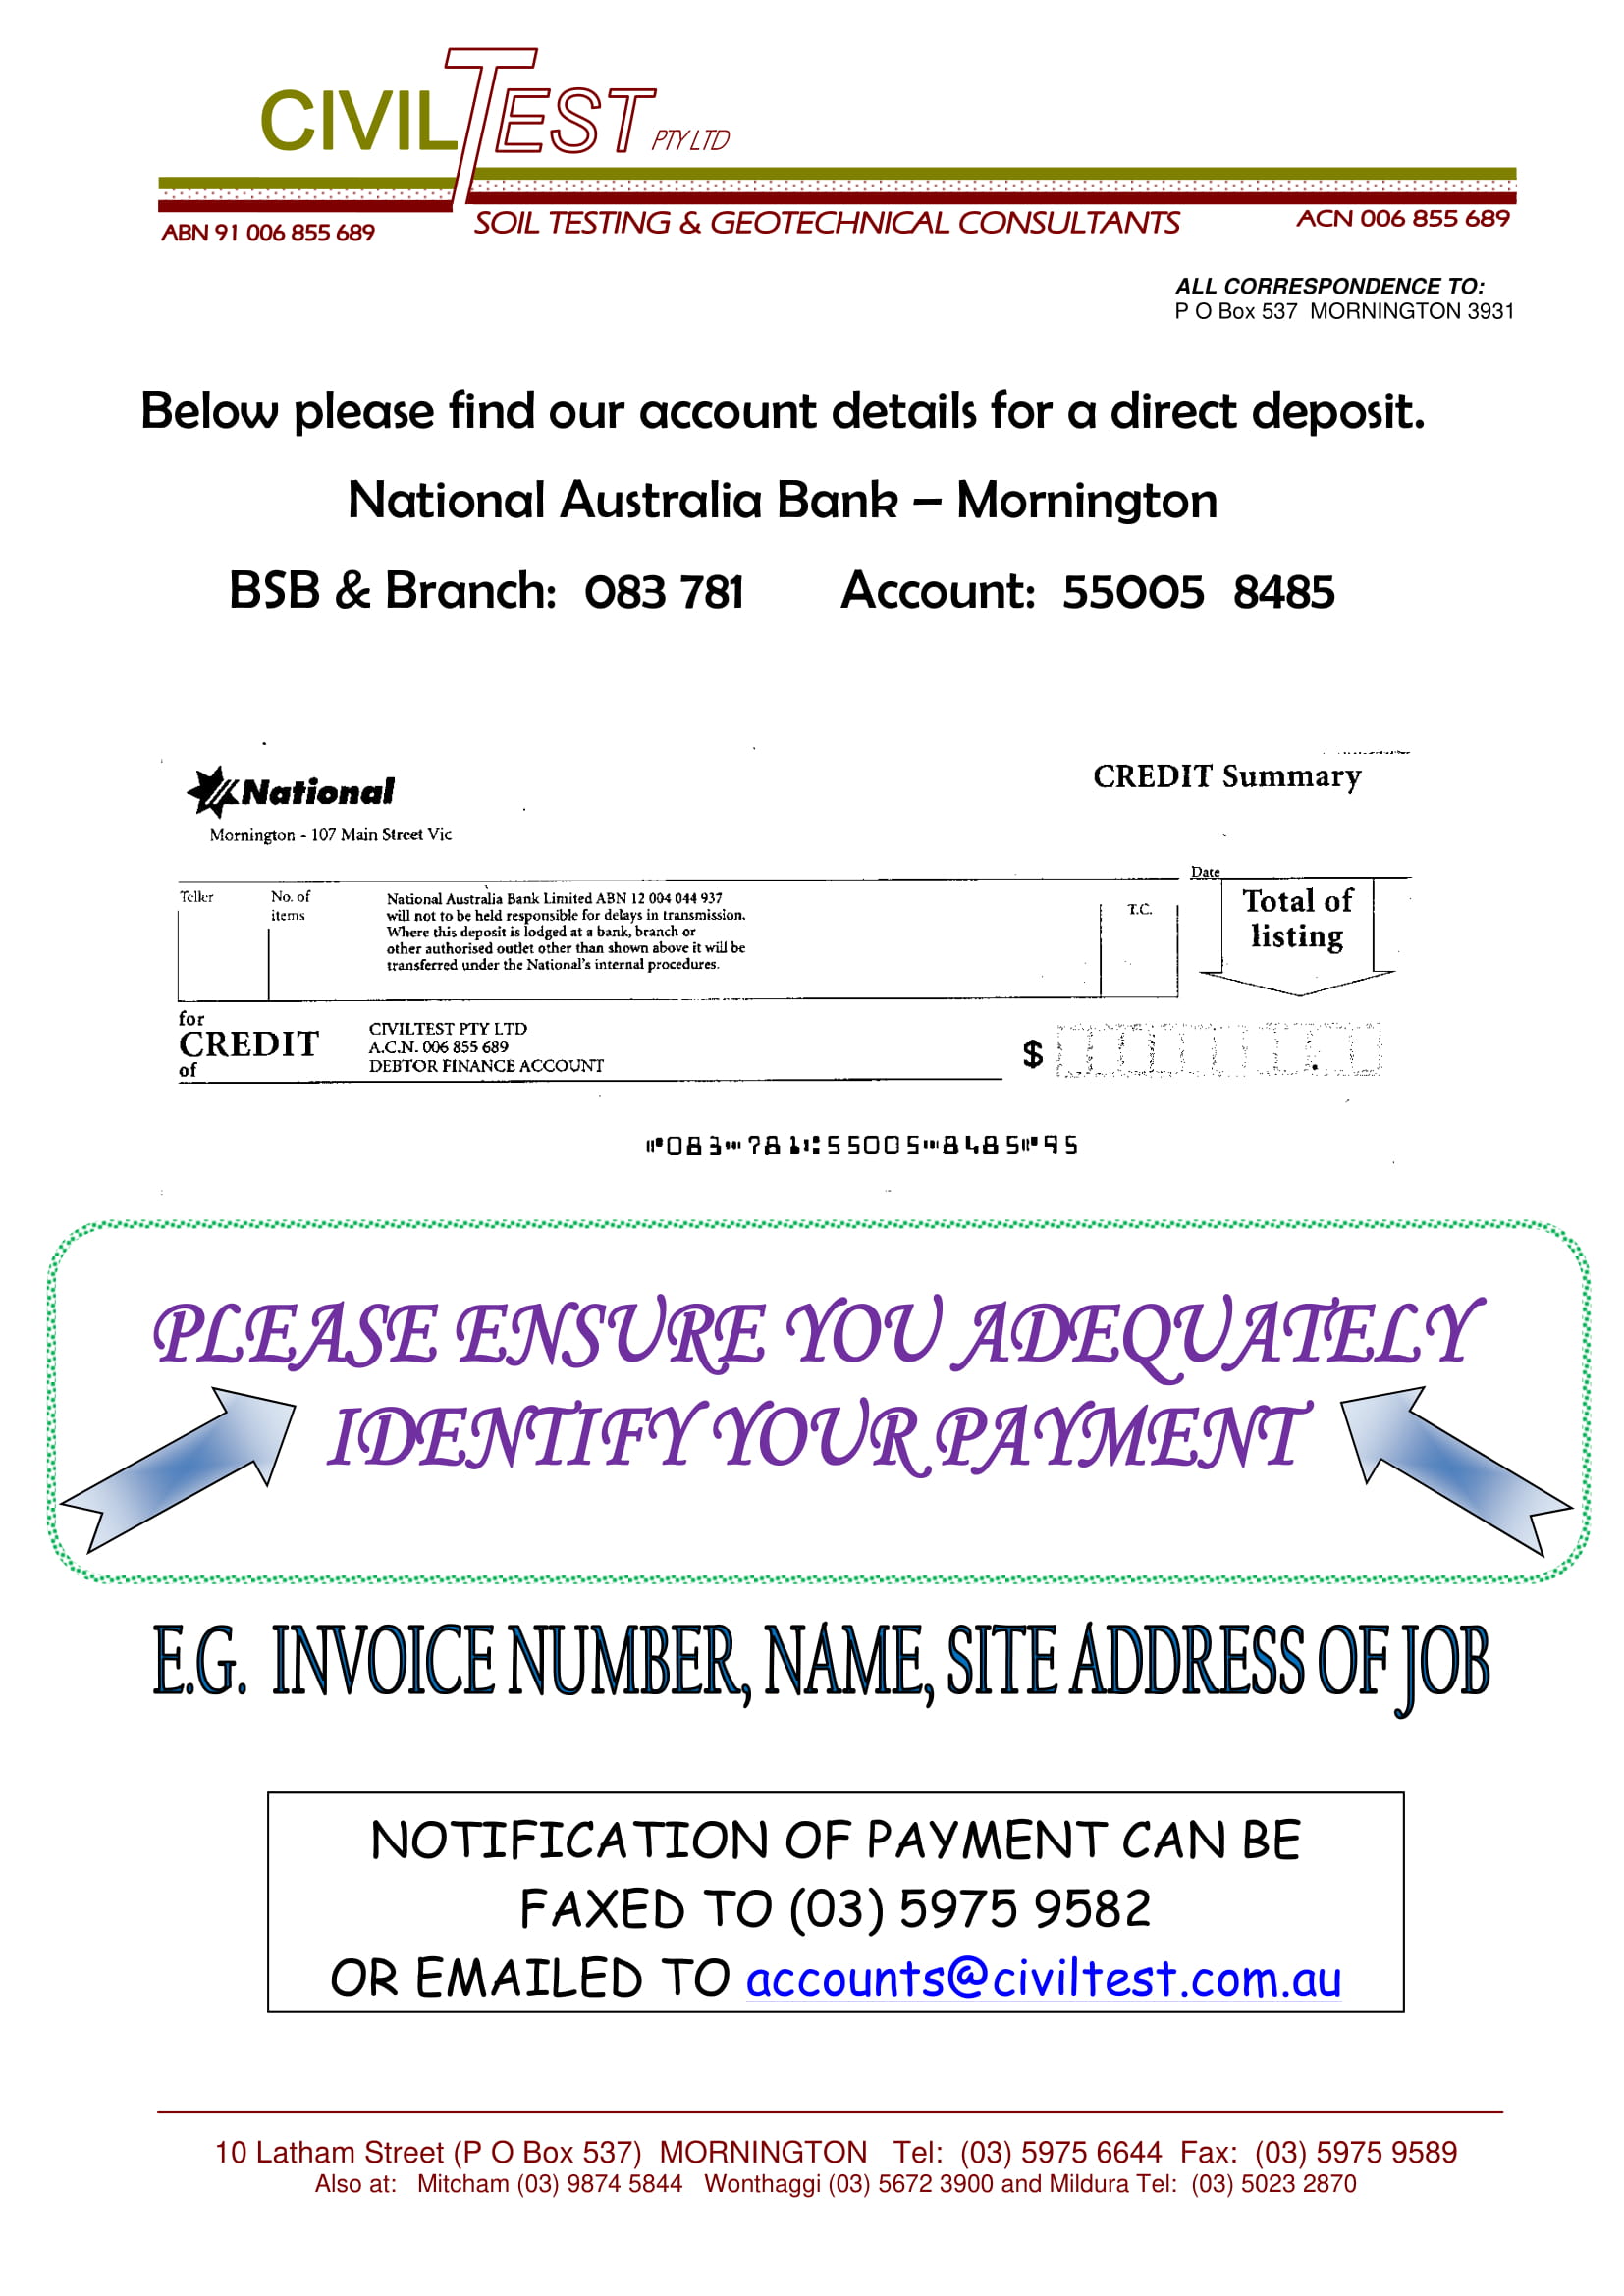 CIVILTEST PTY LTD
ABN 91 006 855 689
SOIL TESTING & GEOTECHNICAL CONSULTANTS
ACN 006 855 689
ALL CORRESPONDENCE TO:
P O Box 537 MORNINGTON 3931
Below please find our account details for a direct deposit.
National Australia Bank – Mornington
BSB & Branch: 083 781 Account: 55005 8485
National
CREDIT Summary
Mornington - 107 Main Street Vic
Date
Teller
No. of
items
National Australia Bank Limited ABN 12 004 044 937
will not to be held responsible for delays in transmission.
Where this deposit is lodged at a bank, branch or
other authorised outlet other than shown above it will be
transferred under the National's internal procedures.
T.C.
Total of
listing
for
CREDIT
of
CIVILTEST PTY LTD
A.C.N. 006 855 689
DEBTOR FINANCE ACCOUNT
$
⑈083⑉781⑆55005⑉8485⑈95
PLEASE ENSURE YOU ADEQUATELY
IDENTIFY YOUR PAYMENT
E.G. INVOICE NUMBER, NAME, SITE ADDRESS OF JOB
NOTIFICATION OF PAYMENT CAN BE
FAXED TO (03) 5975 9582
OR EMAILED TO accounts@civiltest.com.au
10 Latham Street (P O Box 537) MORNINGTON Tel: (03) 5975 6644 Fax: (03) 5975 9589
Also at: Mitcham (03) 9874 5844 Wonthaggi (03) 5672 3900 and Mildura Tel: (03) 5023 2870